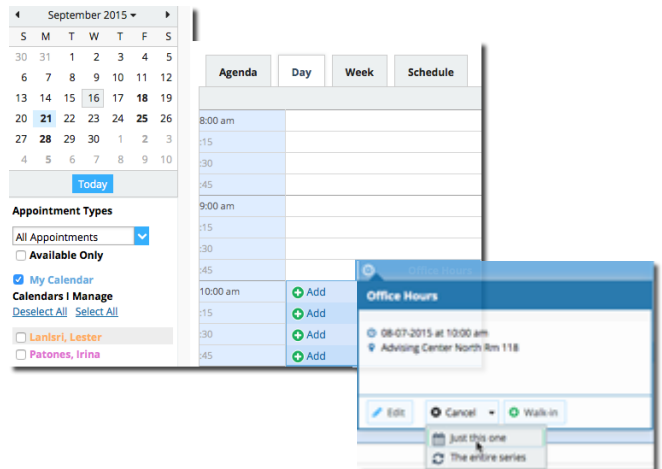 September 2015
S M T W T F S
30 31 1 2 3 4 5
6 7 8 9 10 11 12
13 14 15 16 17 18 19
20 21 22 23 24 25 26
27 28 29 30 1 2 3
4 5 6 7 8 9 10
Today
Appointment Types
All Appointments
Available Only
My Calendar
Calendars I Manage
Deselect All Select All
Lanisri, Lester
Patones, Irina
Agenda Day Week Schedule
8:00 am
:15
:30
:45
9:00 am
:15
:30
:45
10:00 am Add
:15 Add
:30 Add
:45 Add
Office Hours
Office Hours
08-07-2015 at 10:00 am
Advising Center North Rm 118
Edit Cancel Walk-in
Just this one
The entire series